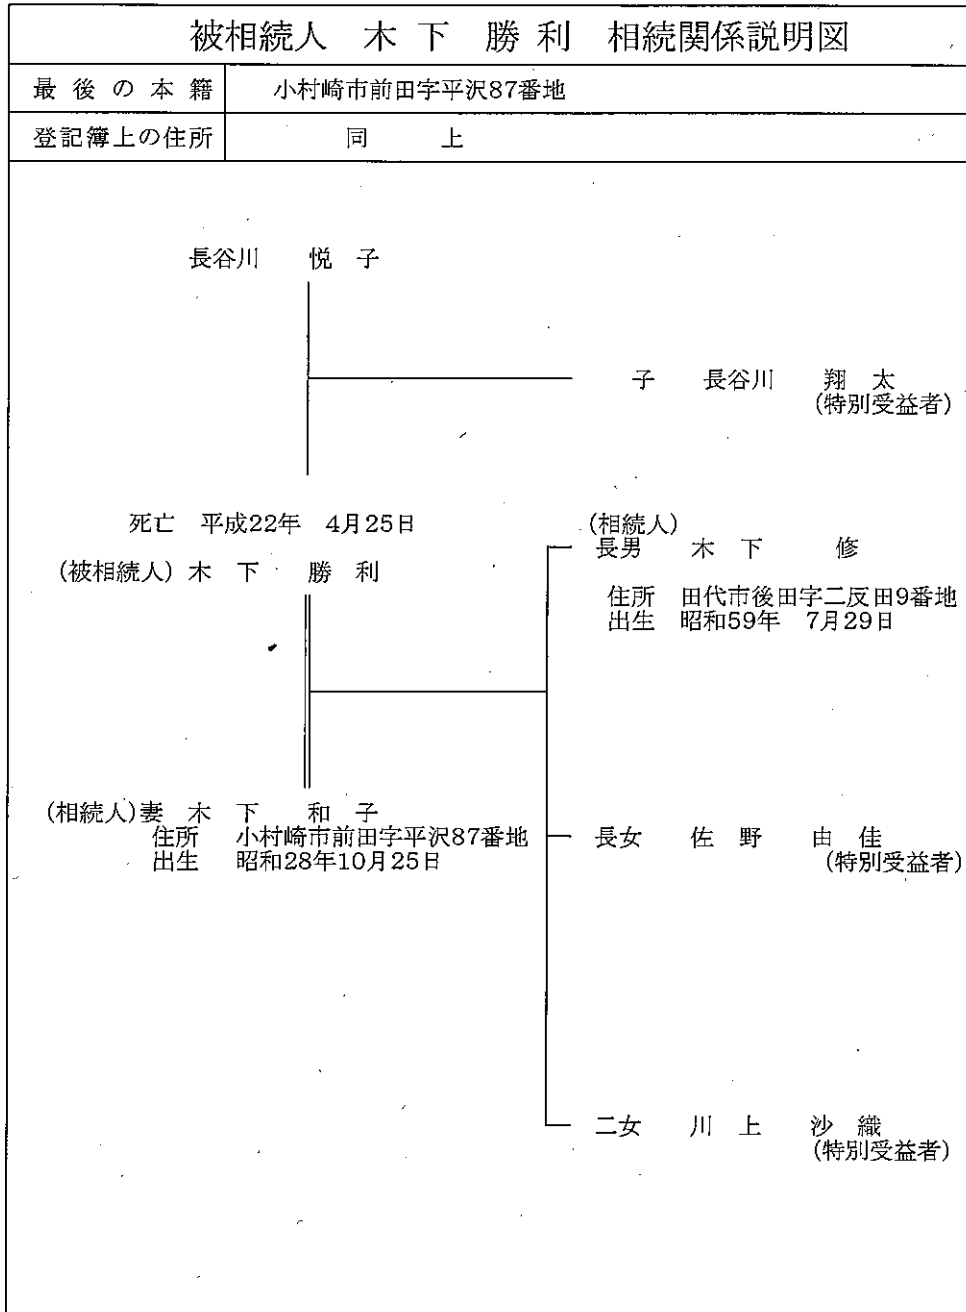 被相続人 木下 勝利 相続関係説明図
最後の本籍 小村崎市前田字平沢87番地
登記簿上の住所 同上
長谷川 悦子
子 長谷川 翔太
(特別受益者)
死亡 平成22年 4月25日
(被相続人) 木下 勝利
(相続人)
長男 木下 修
住所 田代市後田字二反田9番地
出生 昭和59年 7月29日
(相続人)妻 木下 和子
住所 小村崎市前田字平沢87番地
出生 昭和28年10月25日
長女 佐野 由佳
(特別受益者)
二女 川上 沙織
(特別受益者)